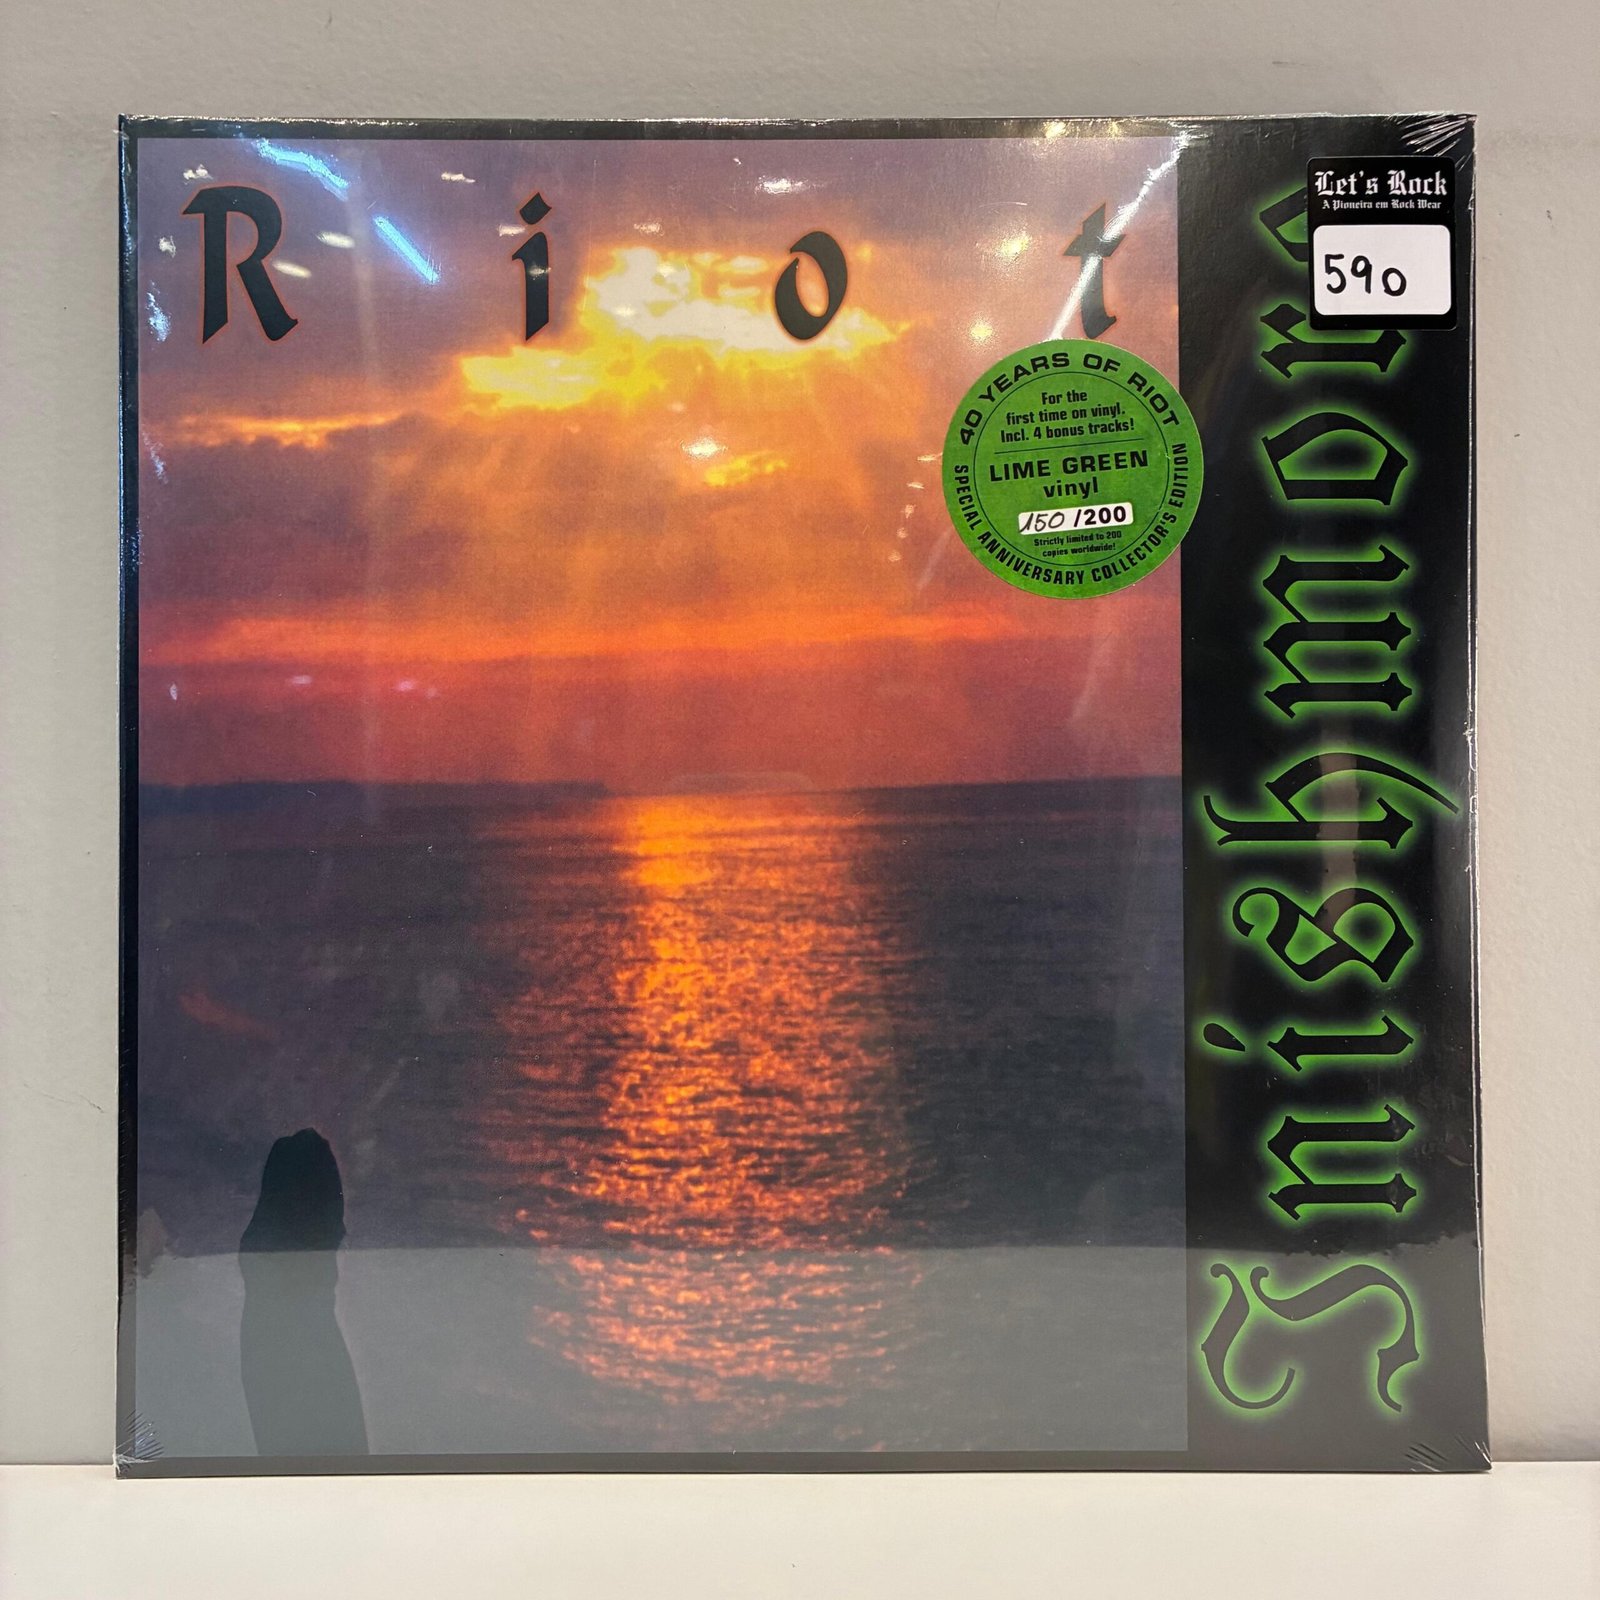 Riot
Let's Rock
A Pioneira em Rock Wear
590
40 YEARS OF RIOT
For the
first time on vinyl.
Incl. 4 bonus tracks!
LIME GREEN
vinyl
150 /200
Strictly limited to 200
copies worldwide!
SPECIAL ANNIVERSARY COLLECTOR'S EDITION
Inishmore